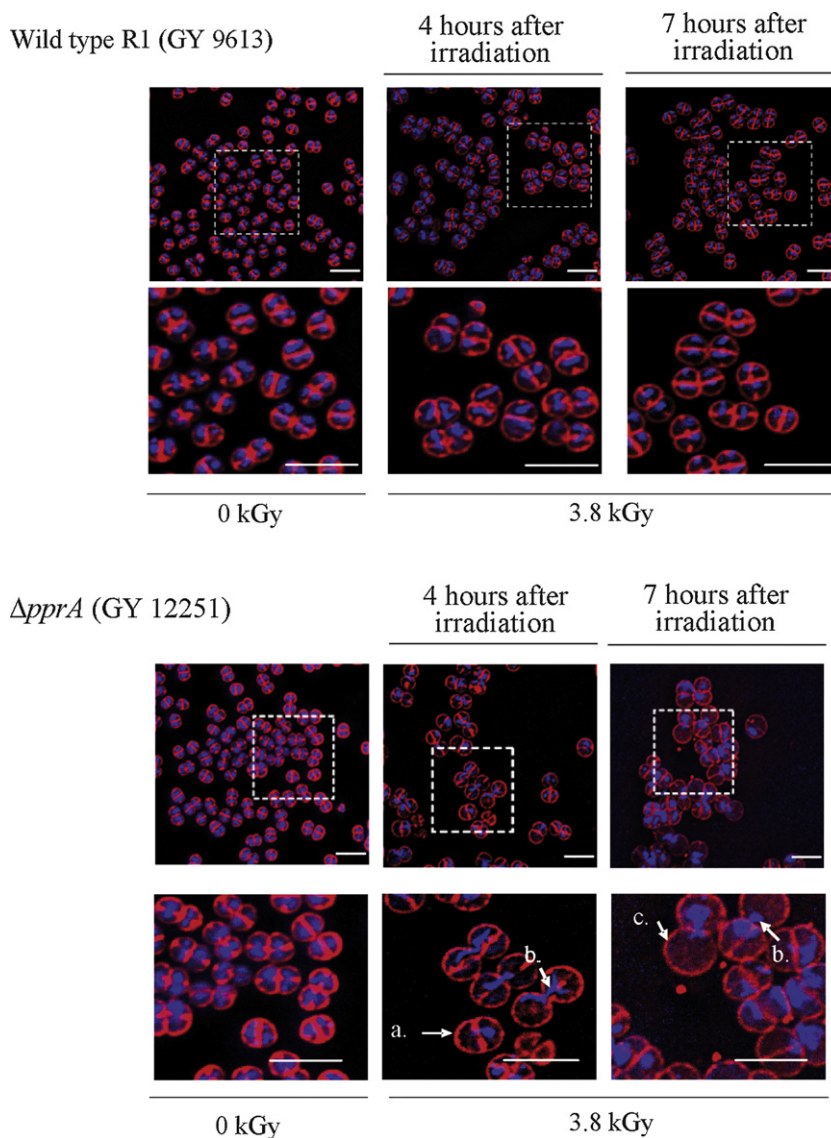 Wild type R1 (GY 9613)
4 hours after
irradiation
7 hours after
irradiation
0 kGy
3.8 kGy
ΔpprA (GY 12251)
4 hours after
irradiation
7 hours after
irradiation
a.
b.
c.
b.
0 kGy
3.8 kGy